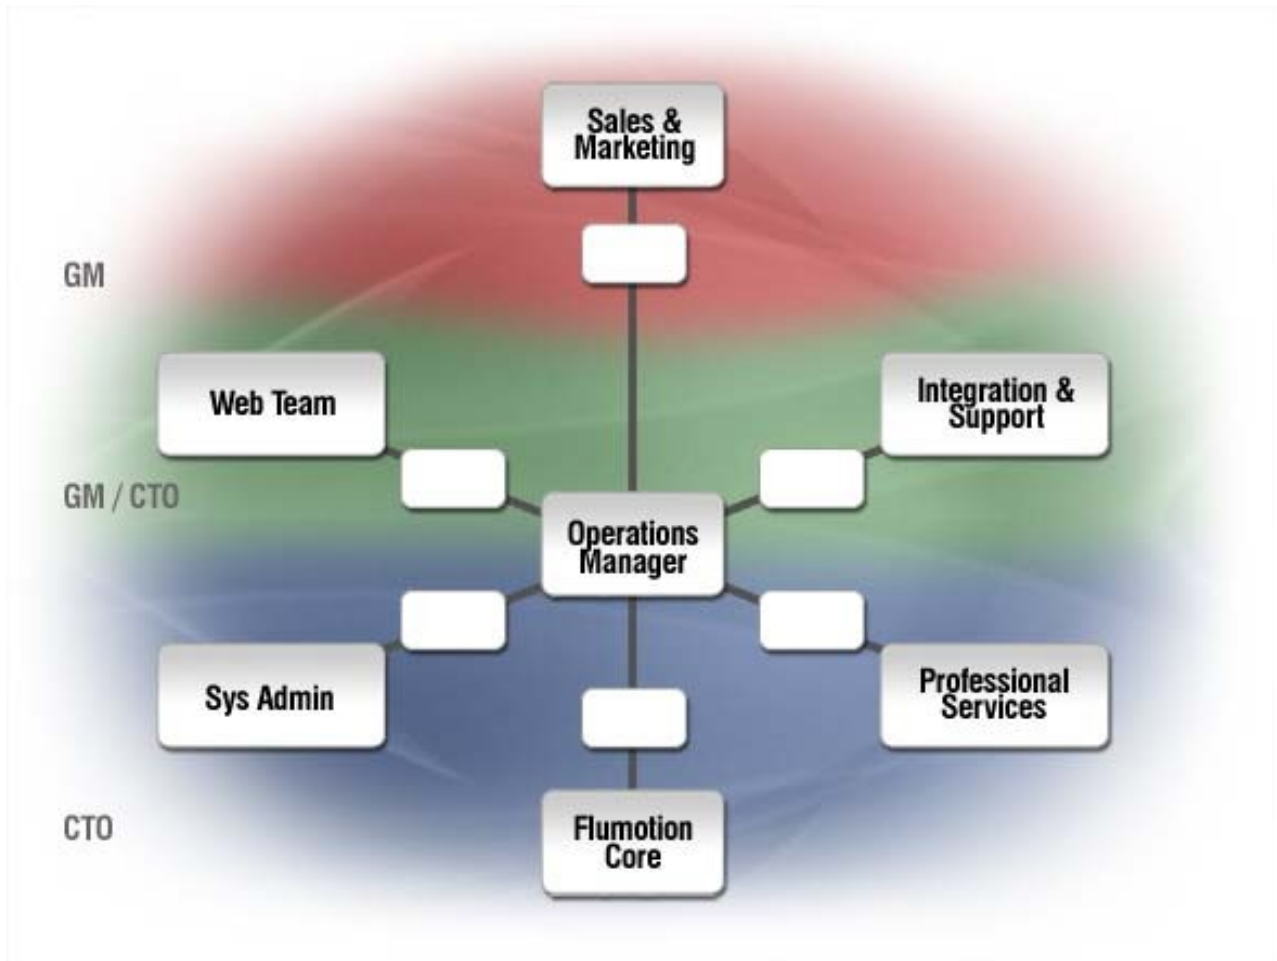 Sales &
Marketing
GM
Web Team
Integration &
Support
GM / CTO
Operations
Manager
Sys Admin
Professional
Services
CTO
Flumotion
Core